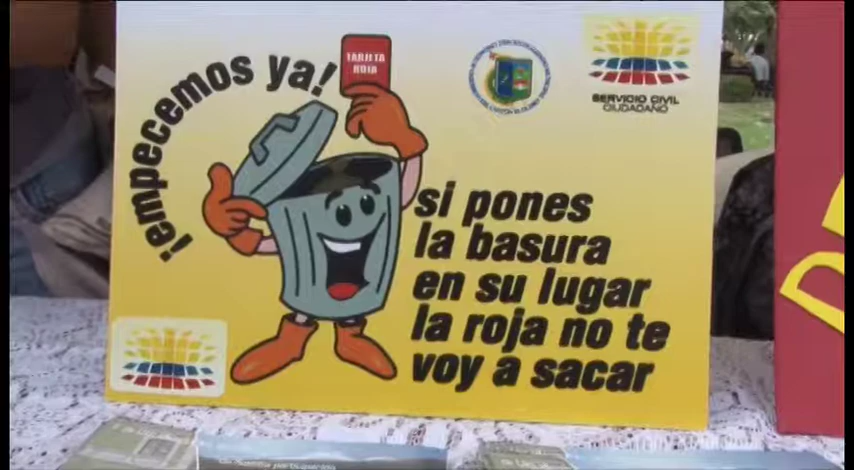 ¡empecemos ya!
TARJETA
ROJA
SERVICIO CIVIL
CIUDADANO
si pones
la basura
en su lugar
la roja no te
voy a sacar